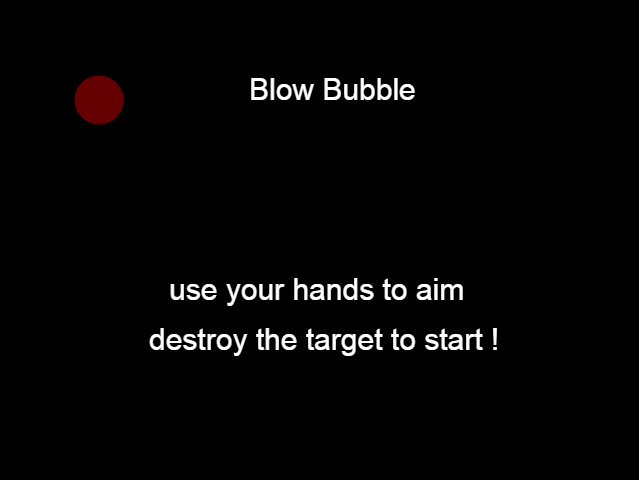 Blow Bubble
use your hands to aim
destroy the target to start !